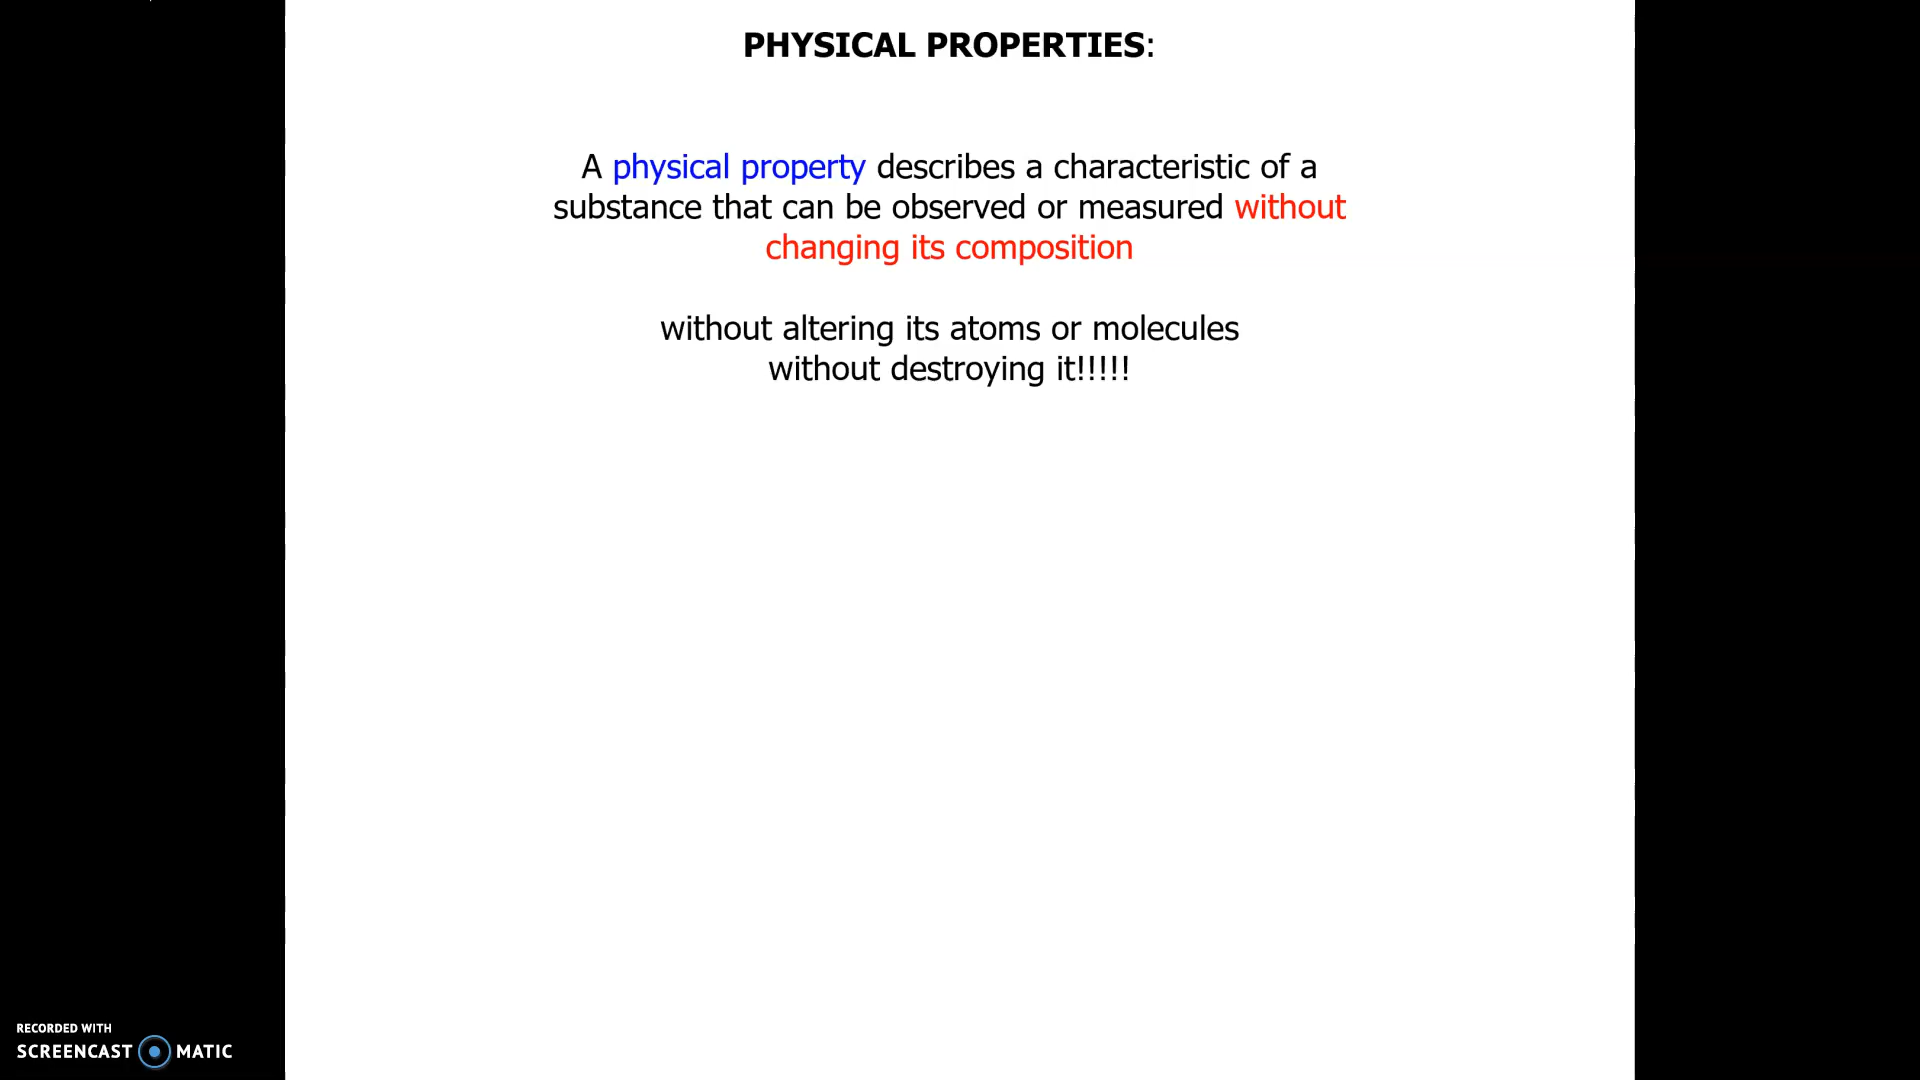 PHYSICAL PROPERTIES:
A physical property describes a characteristic of a
substance that can be observed or measured without
changing its composition
without altering its atoms or molecules
without destroying it!!!!!
RECORDED WITH
SCREENCAST MATIC